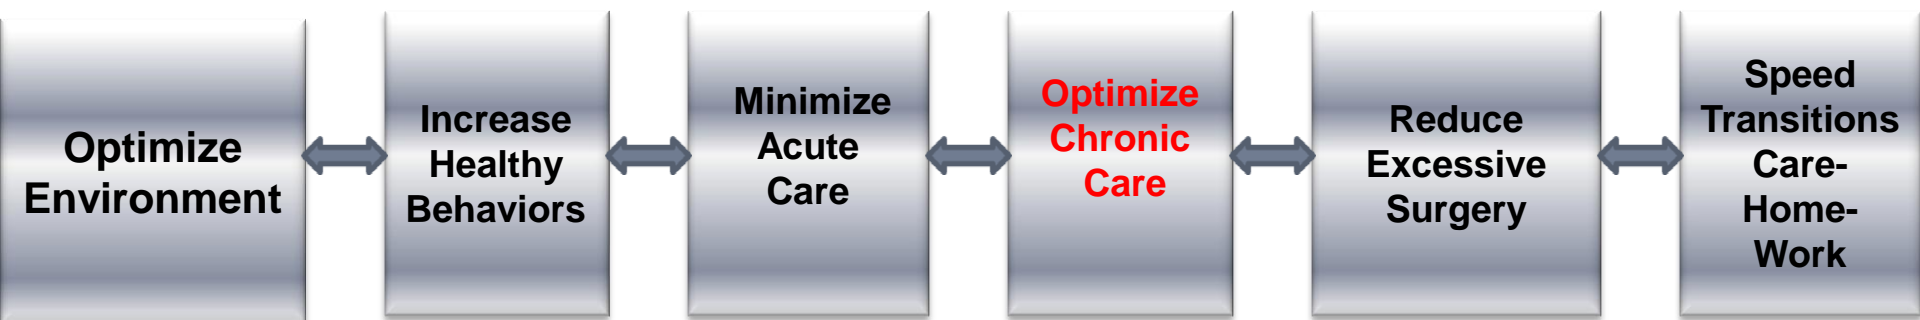 Optimize
Environment
Increase
Healthy
Behaviors
Minimize
Acute
Care
Optimize
Chronic
Care
Reduce
Excessive
Surgery
Speed
Transitions
Care-
Home-
Work